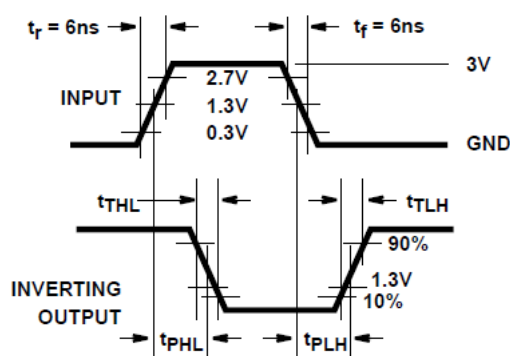 tr = 6ns
tf = 6ns
3V
INPUT
2.7V
1.3V
0.3V
GND
tTHL
tTLH
90%
1.3V
10%
INVERTING
OUTPUT
tPHL
tPLH